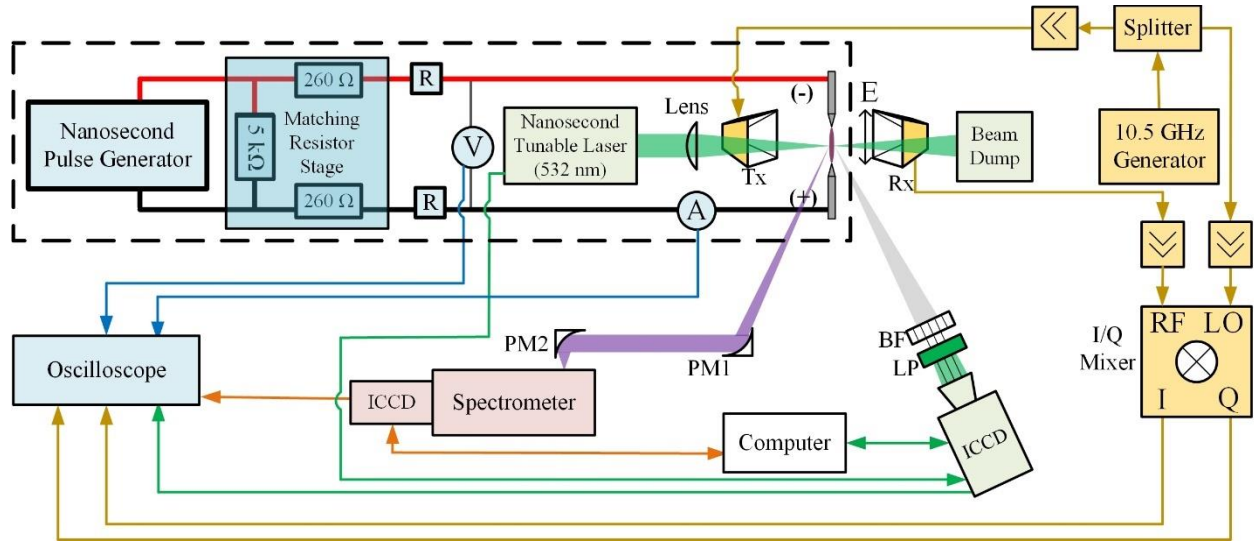 Splitter
260 Ω
R
(-)
E
Lens
Nanosecond
Pulse Generator
5 kΩ
Matching
Resistor
Stage
V
Nanosecond
Tunable Laser
(532 nm)
Tx
Rx
Beam
Dump
10.5 GHz
Generator
260 Ω
R
A
(+)
RF LO
I/Q
Mixer
I Q
BF
LP
PM2
PM1
Oscilloscope
ICCD
Spectrometer
Computer
ICCD